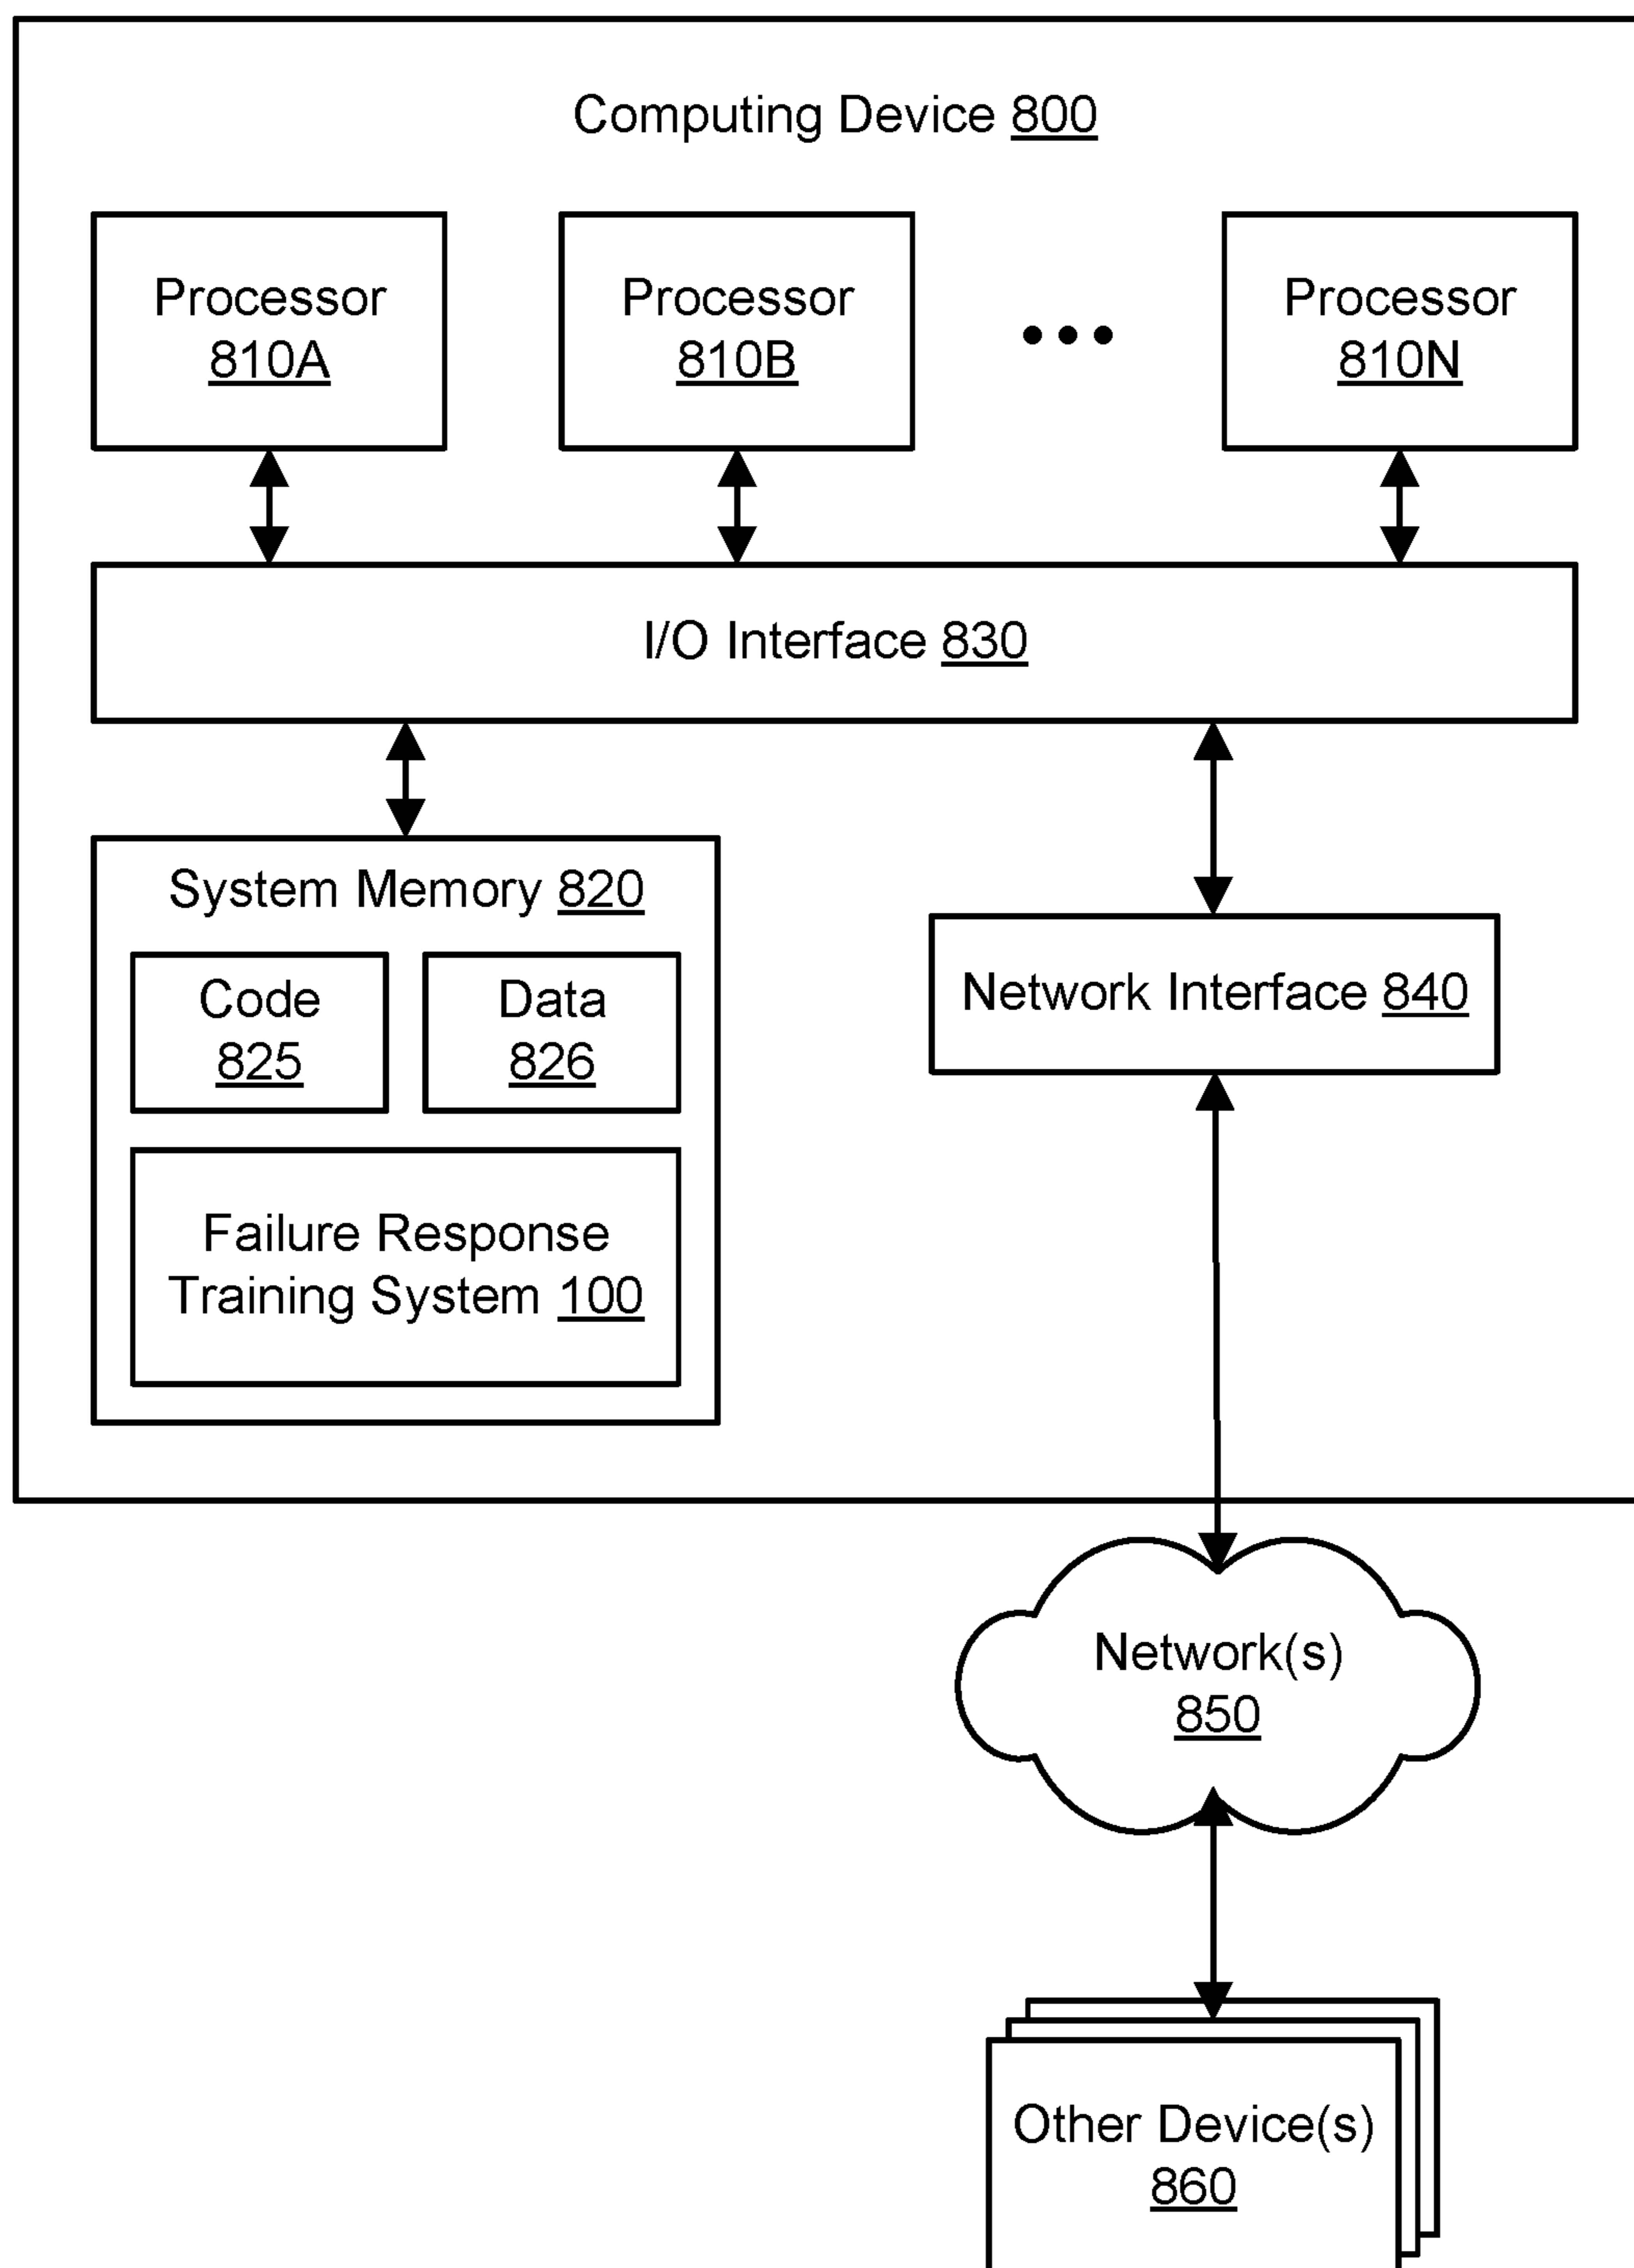 Computing Device 800
Processor
810A
Processor
810B
Processor
810N
I/O Interface 830
System Memory 820
Code
825
Data
826
Failure Response
Training System 100
Network Interface 840
Network(s)
850
Other Device(s)
860